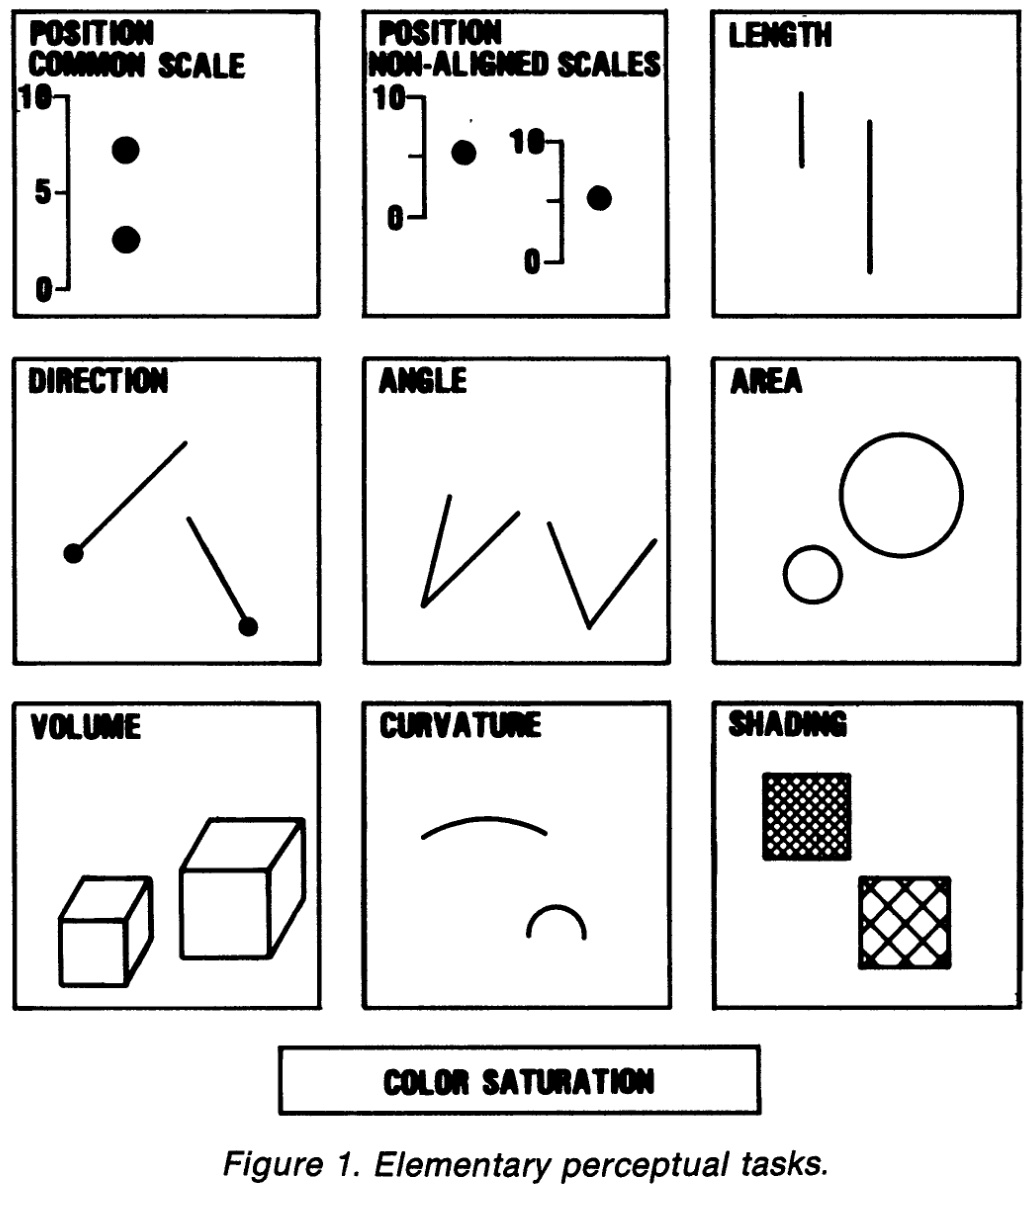 POSITION
COMMON SCALE
10
5
0
POSITION
NON-ALIGNED SCALES
10
0
10
0
LENGTH
DIRECTION
ANGLE
AREA
VOLUME
CURVATURE
SHADING
COLOR SATURATION
Figure 1. Elementary perceptual tasks.